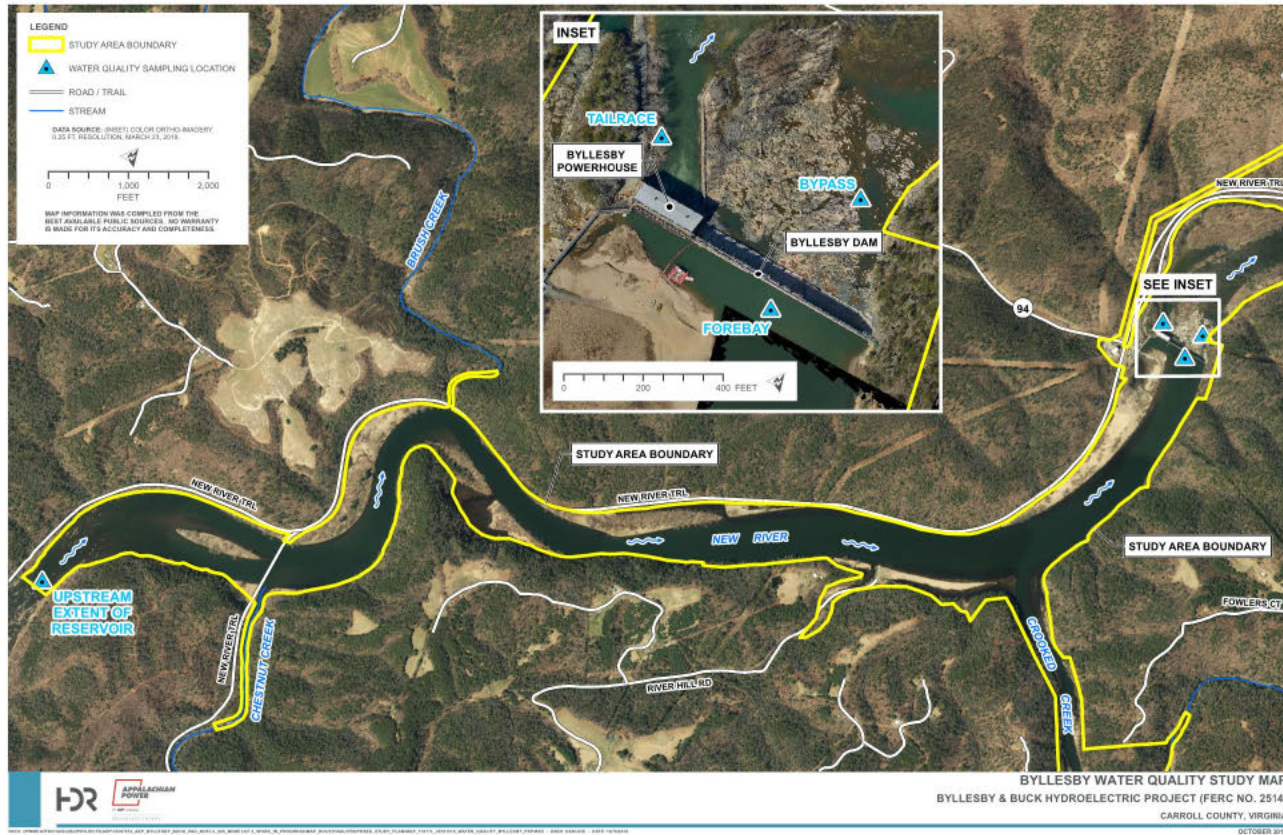 LEGEND
STUDY AREA BOUNDARY
WATER QUALITY SAMPLING LOCATION
ROAD / TRAIL
STREAM
DATA SOURCE: (INSET) COLOR ORTHO-IMAGERY
0.25 FT. RESOLUTION, MARCH 23, 2019.
0 1,000 2,000
FEET
MAP INFORMATION WAS COMPILED FROM THE
BEST AVAILABLE PUBLIC SOURCES. NO WARRANTY
IS MADE FOR ITS ACCURACY AND COMPLETENESS.
INSET
TAILRACE
BYLLESBY
POWERHOUSE
BYPASS
BYLLESBY DAM
FOREBAY
0 200 400 FEET
BRUSH CREEK
NEW RIVER TRL
94
SEE INSET
STUDY AREA BOUNDARY
NEW RIVER TRL
NEW RIVER TRL
NEW RIVER
STUDY AREA BOUNDARY
UPSTREAM
EXTENT OF
RESERVOIR
NEW RIVER TRL
CHESTNUT CREEK
RIVER HILL RD
CROOKED
CREEK
FOWLERS CT
HDR
APPALACHIAN
POWER
BYLLESBY WATER QUALITY STUDY MAP
BYLLESBY & BUCK HYDROELECTRIC PROJECT (FERC NO. 2514
CARROLL COUNTY, VIRGINI
OCTOBER 201